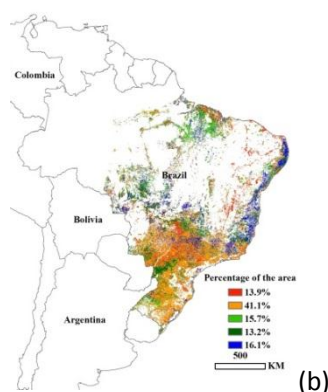 Colombia
Brazil
Bolivia
Argentina
Percentage of the area
13.9%
41.1%
15.7%
13.2%
16.1%
500
KM
(b)